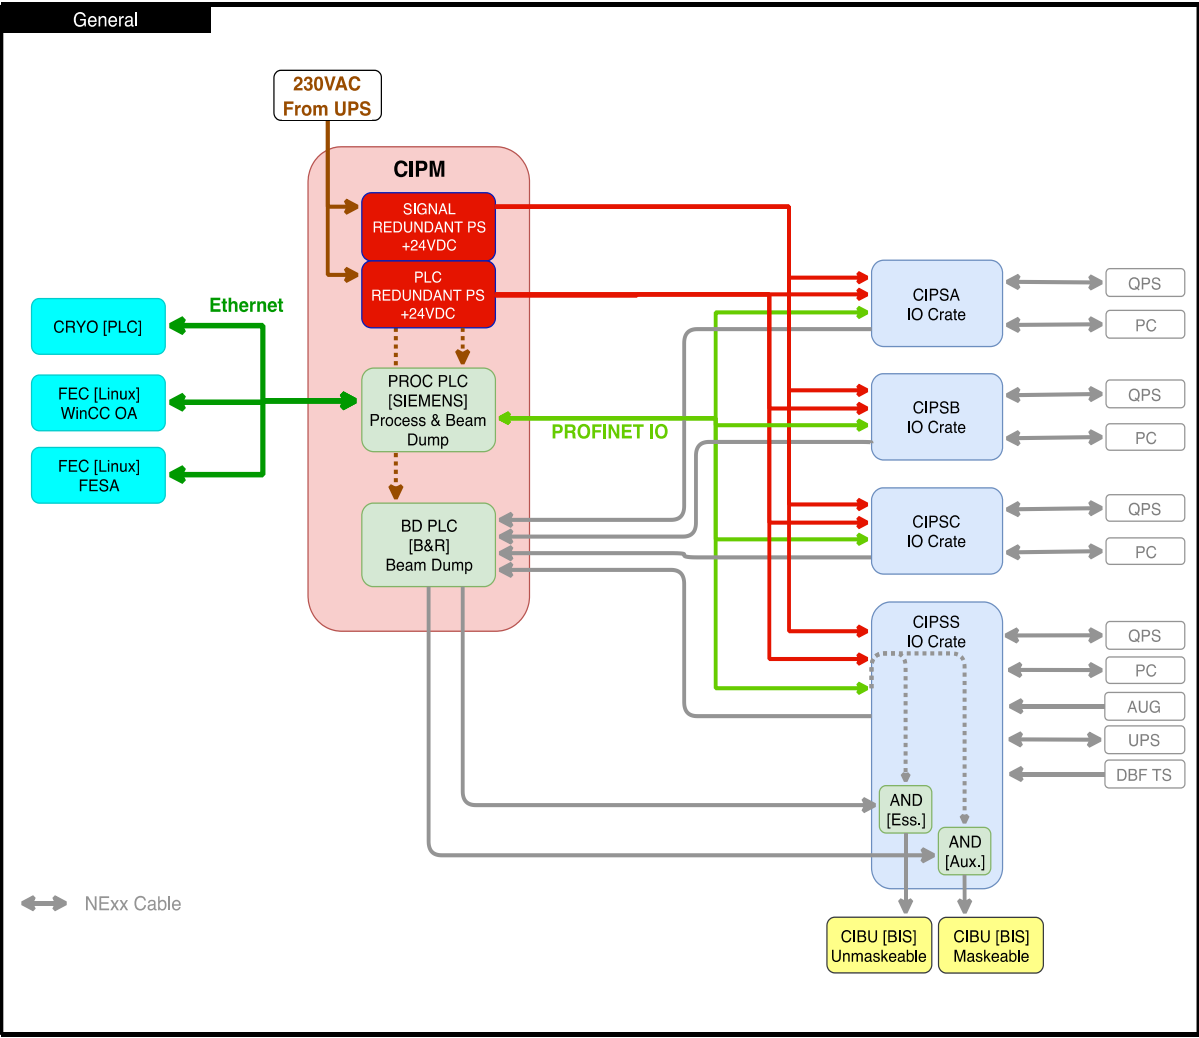 General
230VAC
From UPS
CIPM
SIGNAL
REDUNDANT PS
+24VDC
PLC
REDUNDANT PS
+24VDC
Ethernet
CRYO [PLC]
FEC [Linux]
WinCC OA
FEC [Linux]
FESA
PROC PLC
[SIEMENS]
Process & Beam
Dump
PROFINET IO
BD PLC
[B&R]
Beam Dump
CIPSA
IO Crate
QPS
PC
CIPSB
IO Crate
QPS
PC
CIPSC
IO Crate
QPS
PC
CIPSS
IO Crate
QPS
PC
AUG
UPS
DBF TS
AND
[Ess.]
AND
[Aux.]
NExx Cable
CIBU [BIS]
Unmaskeable
CIBU [BIS]
Maskeable